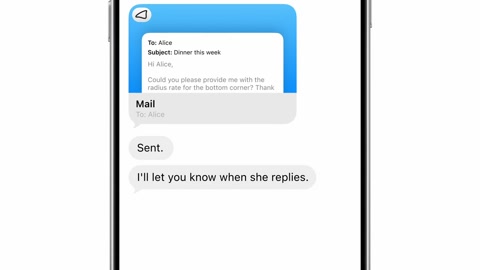 To: Alice
Subject: Dinner this week
Hi Alice,
Could you please provide me with the
radius rate for the bottom corner? Thank
Mail
To: Alice
Sent.
I'll let you know when she replies.